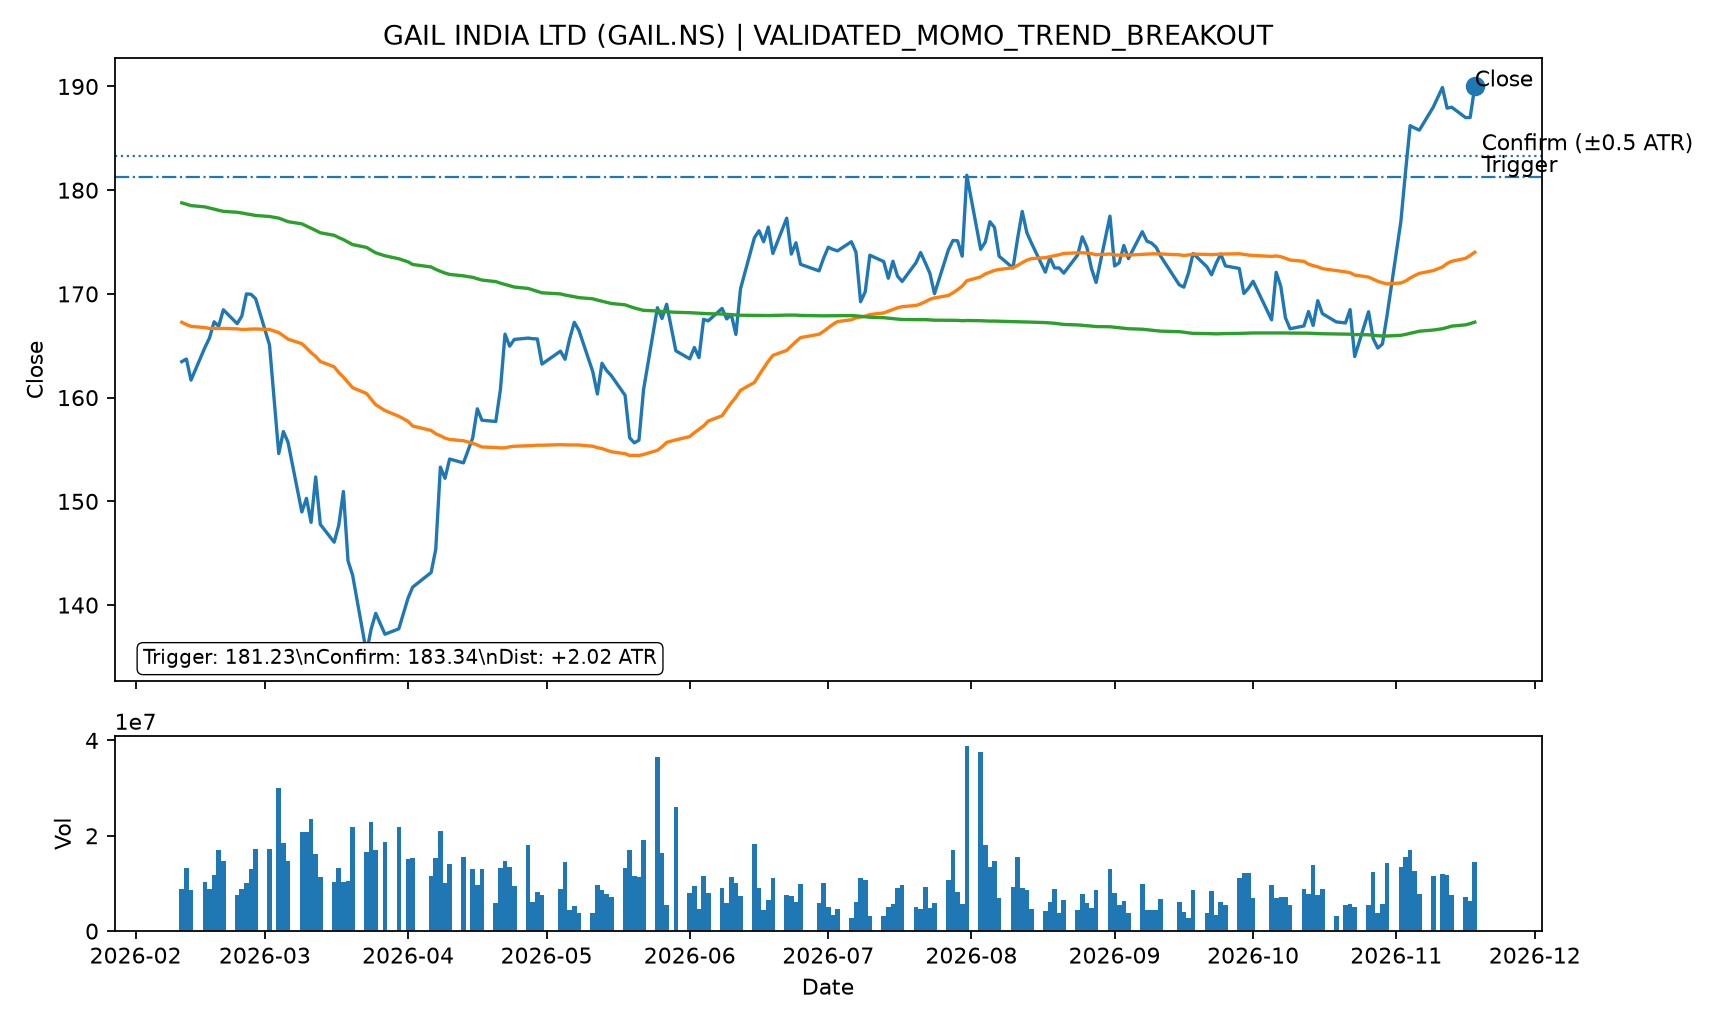 GAIL INDIA LTD (GAIL.NS) | VALIDATED_MOMO_TREND_BREAKOUT
Close
190
180
170
160
150
140
Close
Confirm (±0.5 ATR)
Trigger
Trigger: 181.23\nConfirm: 183.34\nDist: +2.02 ATR
1e7
Vol
4
2
0
2026-02 2026-03 2026-04 2026-05 2026-06 2026-07 2026-08 2026-09 2026-10 2026-11 2026-12
Date